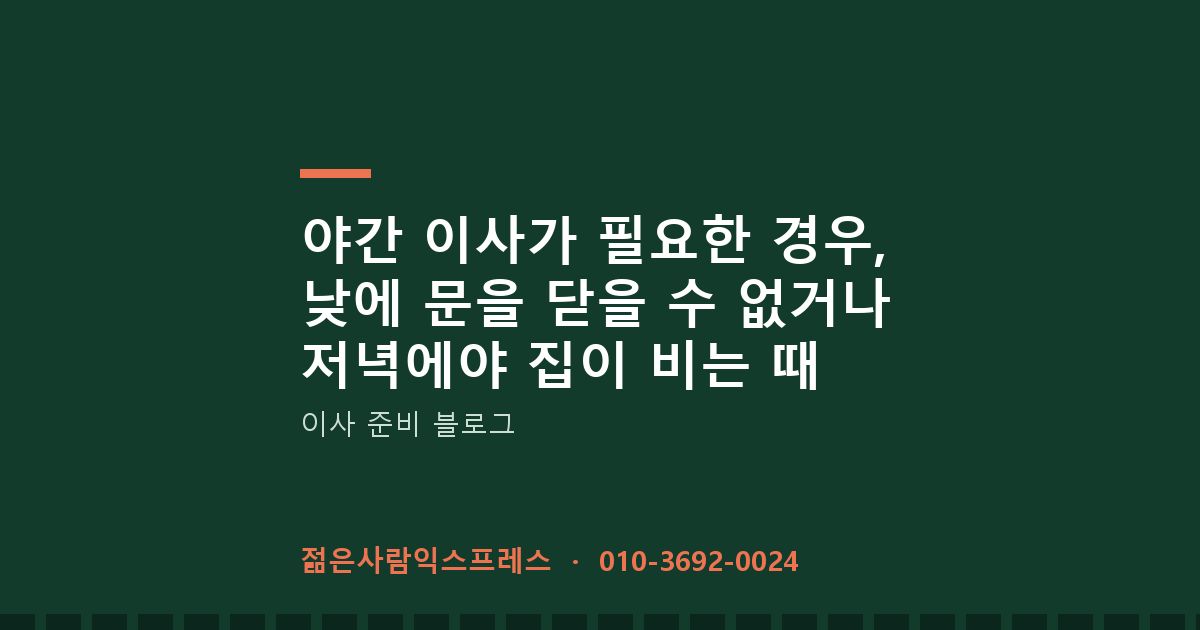 야간 이사가 필요한 경우,
낮에 문을 닫을 수 없거나
저녁에야 집이 비는 때
이사 준비 블로그
젊은사람익스프레스 · 010-3692-0024